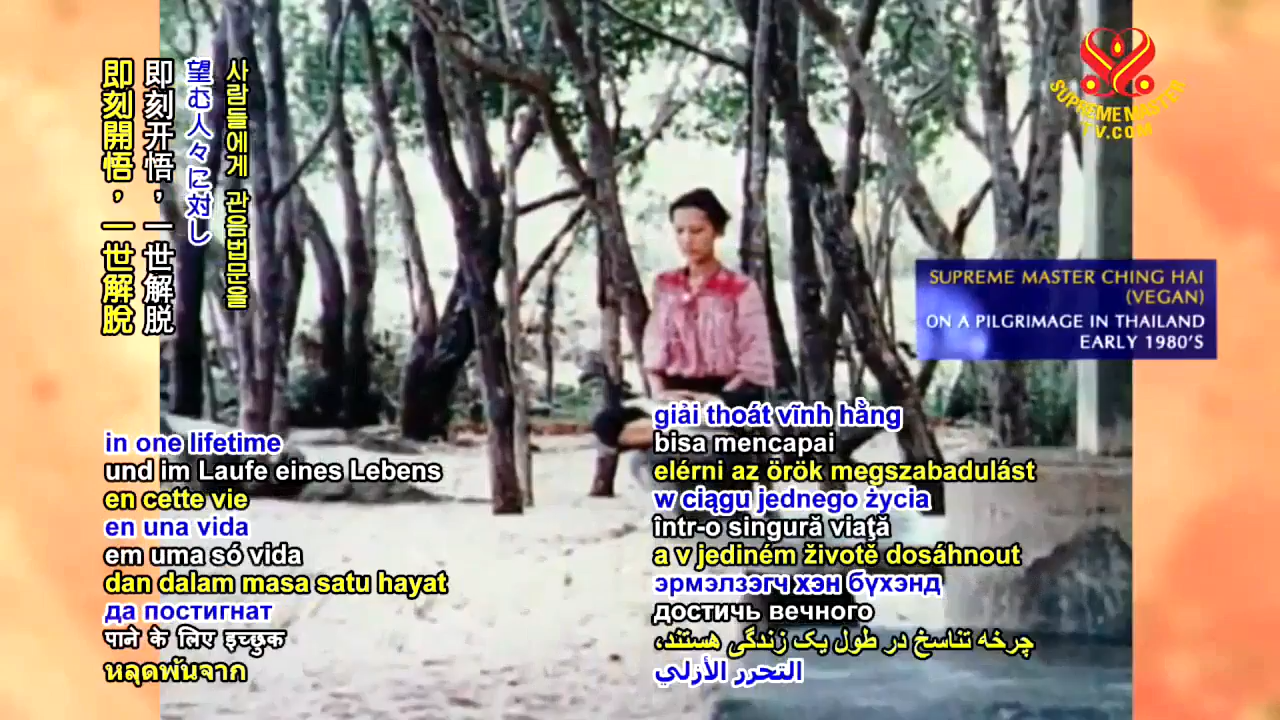 사람들에게 관음법문을
望む人々に対し
即刻开悟，一世解脱
即刻開悟，一世解脫
SUPREME MASTER
TV.COM
SUPREME MASTER CHING HAI
(VEGAN)
ON A PILGRIMAGE IN THAILAND
EARLY 1980'S
in one lifetime
und im Laufe eines Lebens
en cette vie
en una vida
em uma só vida
dan dalam masa satu hayat
да постигнат
पाने के लिए इच्छुक
หลุดพ้นจาก
giải thoát vĩnh hằng
bisa mencapai
elérni az örök megszabadulást
w ciągu jednego życia
într-o singură viaţă
a v jediném životě dosáhnout
эрмэлзэгч хэн бүхэнд
достичь вечного
چرخه تناسخ در طول یک زندگی هستند،
التحرر الأزلي